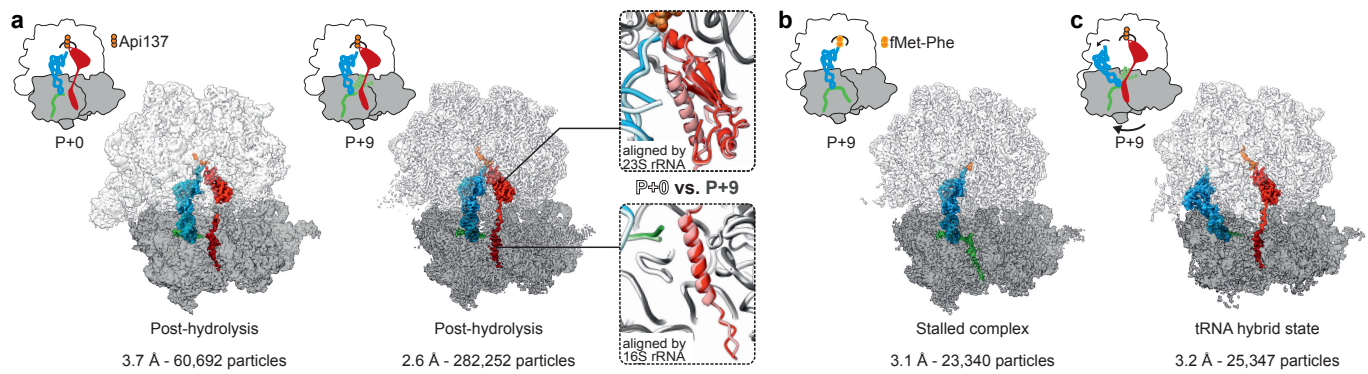 a
Api137
P+0
P+9
Post-hydrolysis
3.7 Å - 60,692 particles
Post-hydrolysis
2.6 Å - 282,252 particles
aligned by
23S rRNA
P+0 vs. P+9
aligned by
16S rRNA
b
fMet-Phe
P+9
Stalled complex
3.1 Å - 23,340 particles
c
P+9
tRNA hybrid state
3.2 Å - 25,347 particles